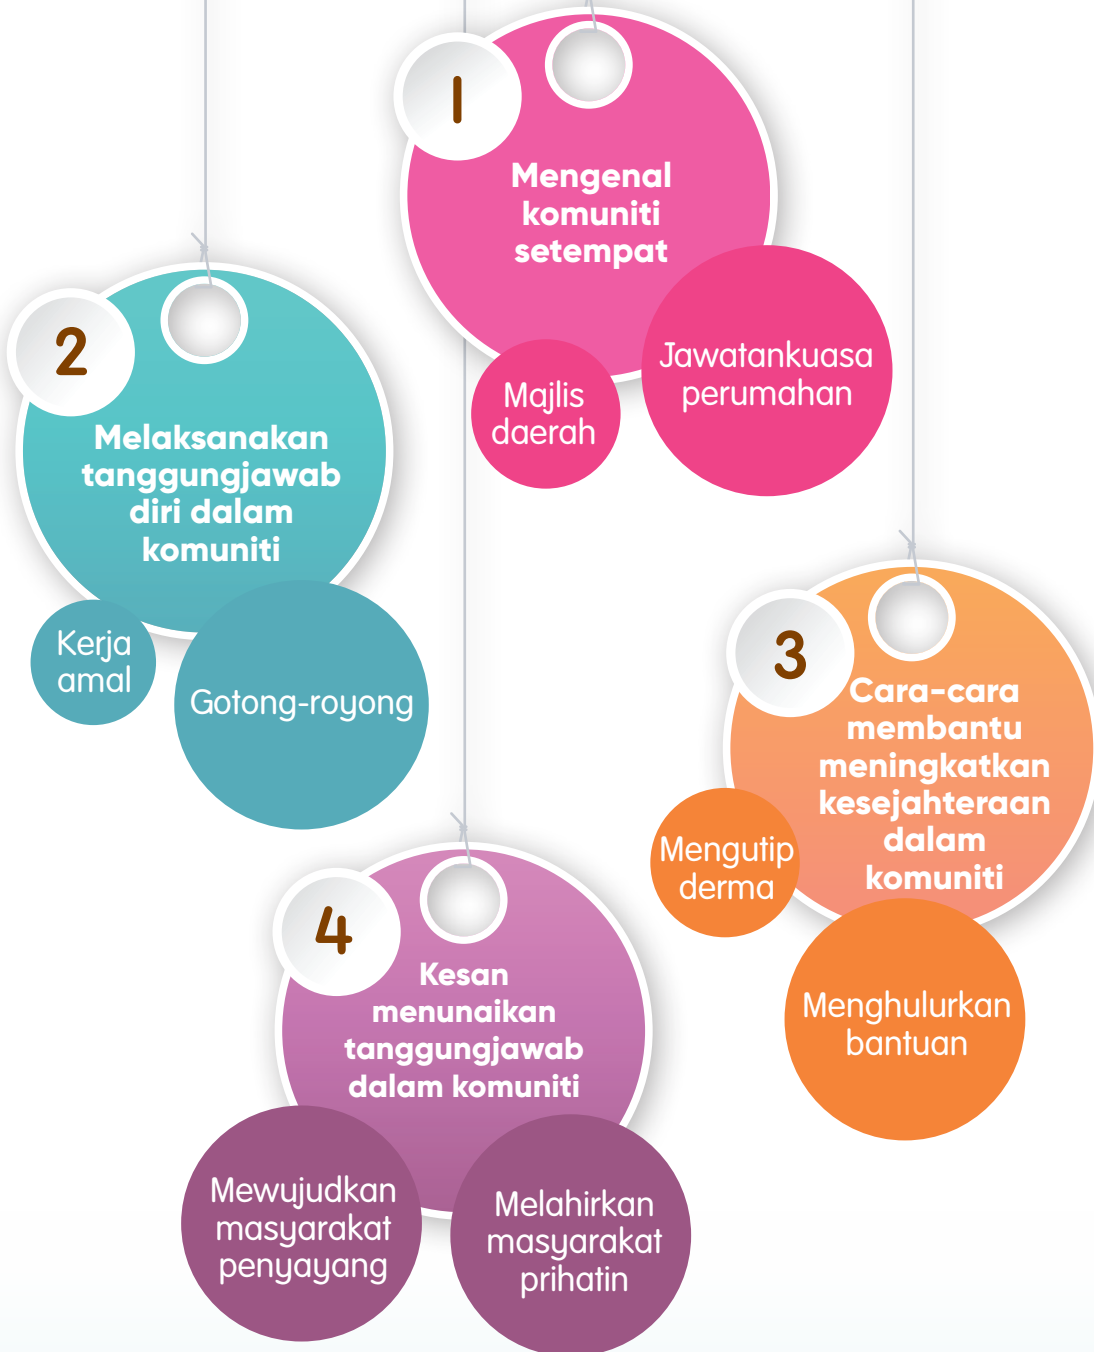 1
Mengenal
komuniti
setempat
Majlis
daerah
Jawatankuasa
perumahan
2
Melaksanakan
tanggungjawab
diri dalam
komuniti
Kerja
amal
Gotong-royong
3
Cara-cara
membantu
meningkatkan
kesejahteraan
dalam
komuniti
Mengutip
derma
Menghulurkan
bantuan
4
Kesan
menunaikan
tanggungjawab
dalam komuniti
Mewujudkan
masyarakat
penyayang
Melahirkan
masyarakat
prihatin